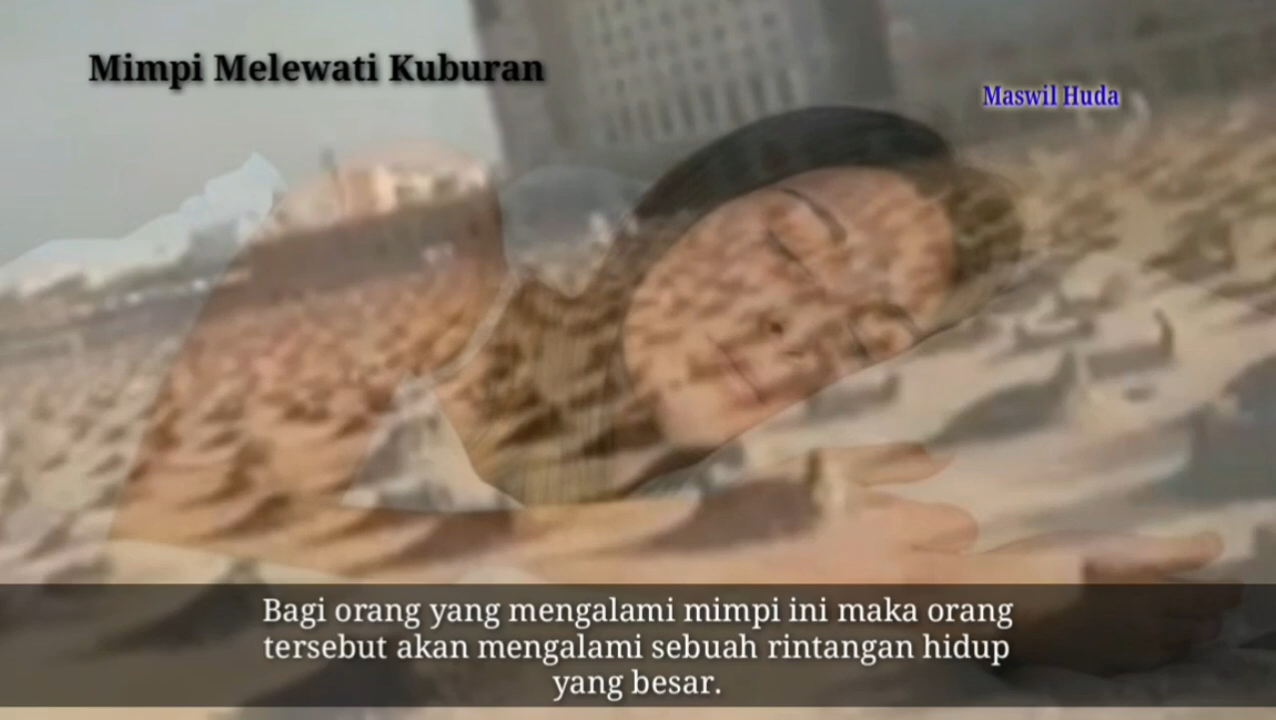 Mimpi Melewati Kuburan
Maswil Huda
Bagi orang yang mengalami mimpi ini maka orang
tersebut akan mengalami sebuah rintangan hidup
yang besar.